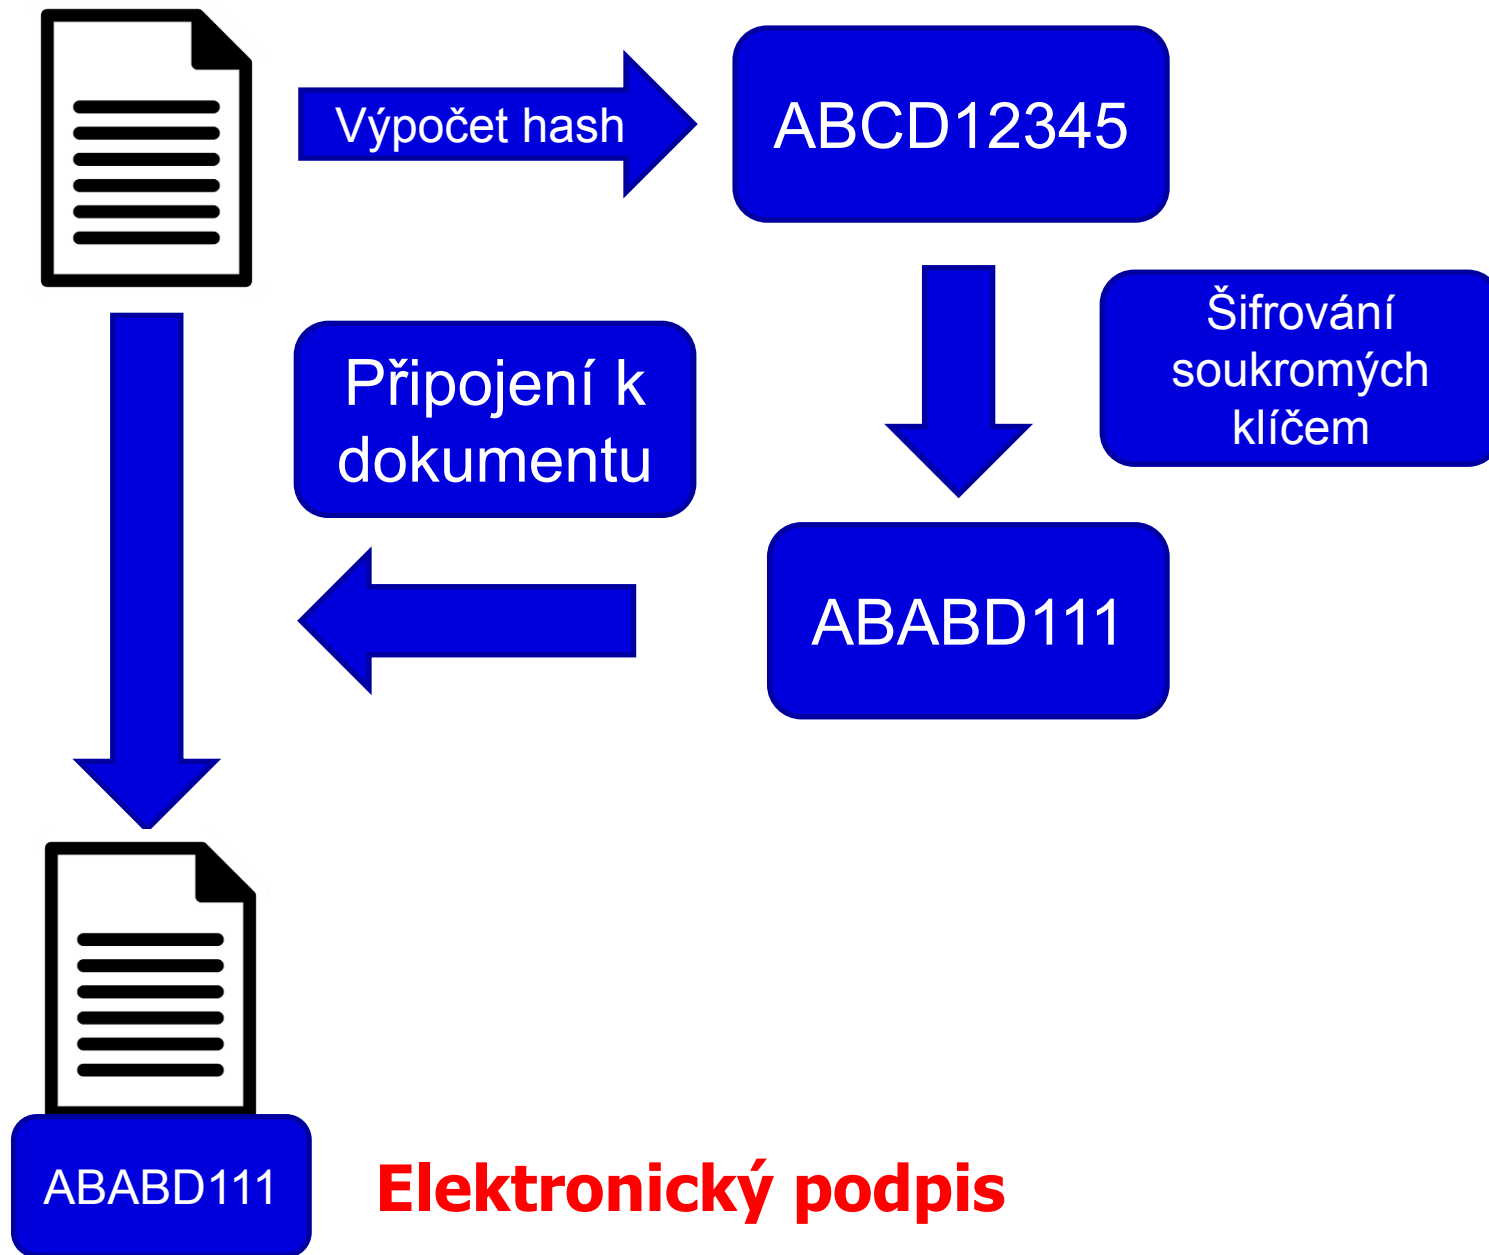 Výpočet hash
ABCD12345
Šifrování
soukromých
klíčem
Připojení k
dokumentu
ABABD111
ABABD111
Elektronický podpis